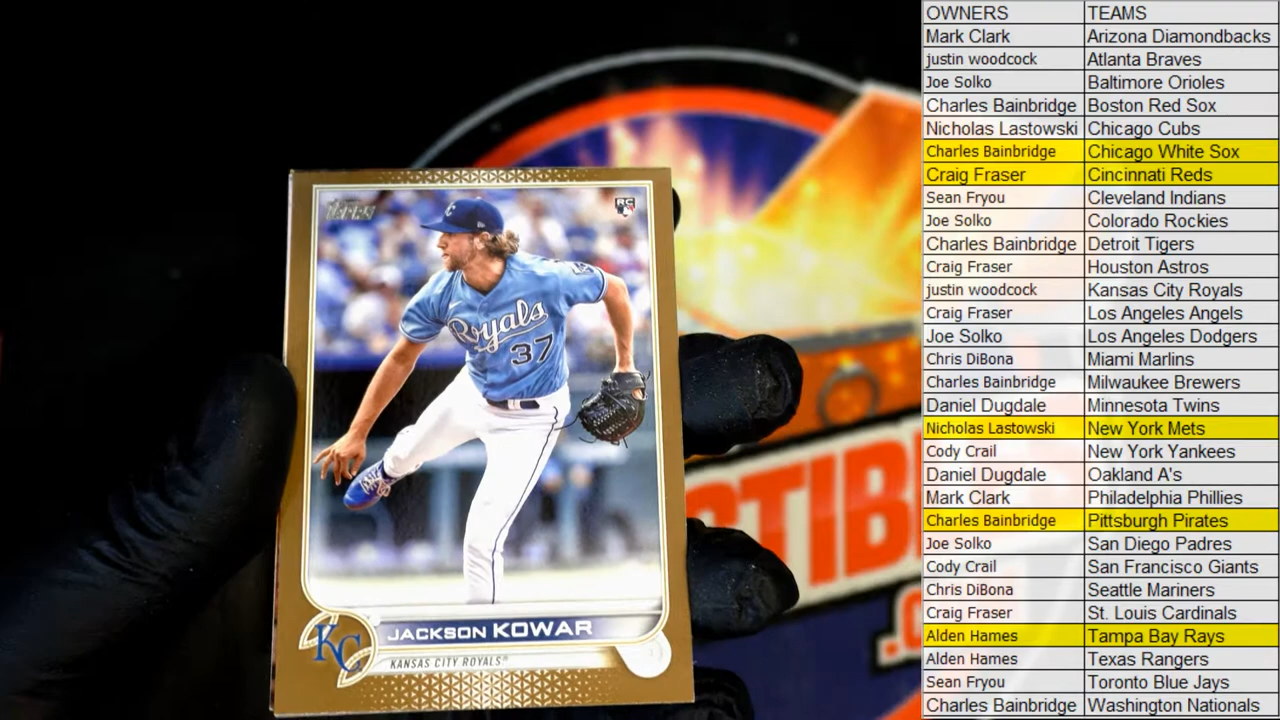 TOPPS
RC
Royals
37
KC
JACKSON KOWAR
KANSAS CITY ROYALS®
TIB
OWNERS TEAMS
Mark Clark Arizona Diamondbacks
justin woodcock Atlanta Braves
Joe Solko Baltimore Orioles
Charles Bainbridge Boston Red Sox
Nicholas Lastowski Chicago Cubs
Charles Bainbridge Chicago White Sox
Craig Fraser Cincinnati Reds
Sean Fryou Cleveland Indians
Joe Solko Colorado Rockies
Charles Bainbridge Detroit Tigers
Craig Fraser Houston Astros
justin woodcock Kansas City Royals
Craig Fraser Los Angeles Angels
Joe Solko Los Angeles Dodgers
Chris DiBona Miami Marlins
Charles Bainbridge Milwaukee Brewers
Daniel Dugdale Minnesota Twins
Nicholas Lastowski New York Mets
Cody Crail New York Yankees
Daniel Dugdale Oakland A's
Mark Clark Philadelphia Phillies
Charles Bainbridge Pittsburgh Pirates
Joe Solko San Diego Padres
Cody Crail San Francisco Giants
Chris DiBona Seattle Mariners
Craig Fraser St. Louis Cardinals
Alden Hames Tampa Bay Rays
Alden Hames Texas Rangers
Sean Fryou Toronto Blue Jays
Charles Bainbridge Washington Nationals